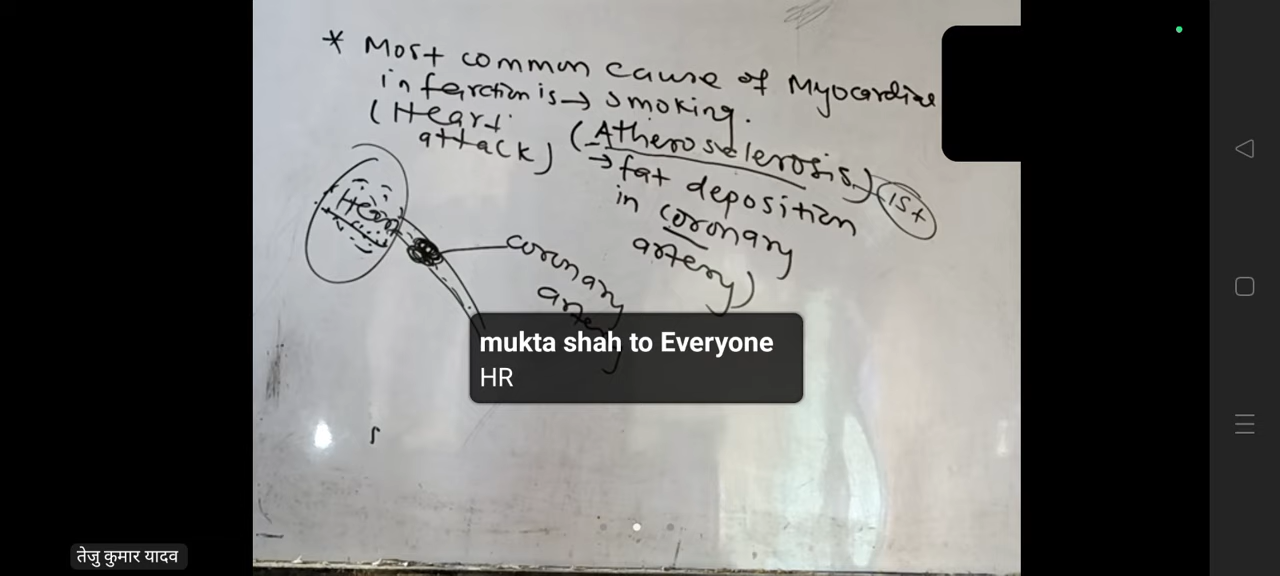 * Most common cause of Myocardial
infarction is → smoking.
(Heart attack)
(Atherosclerosis) 1st
→ fat deposition
in coronary
artery)
Heart
coronary
artery
mukta shah to Everyone
HR
तेजु कुमार यादव